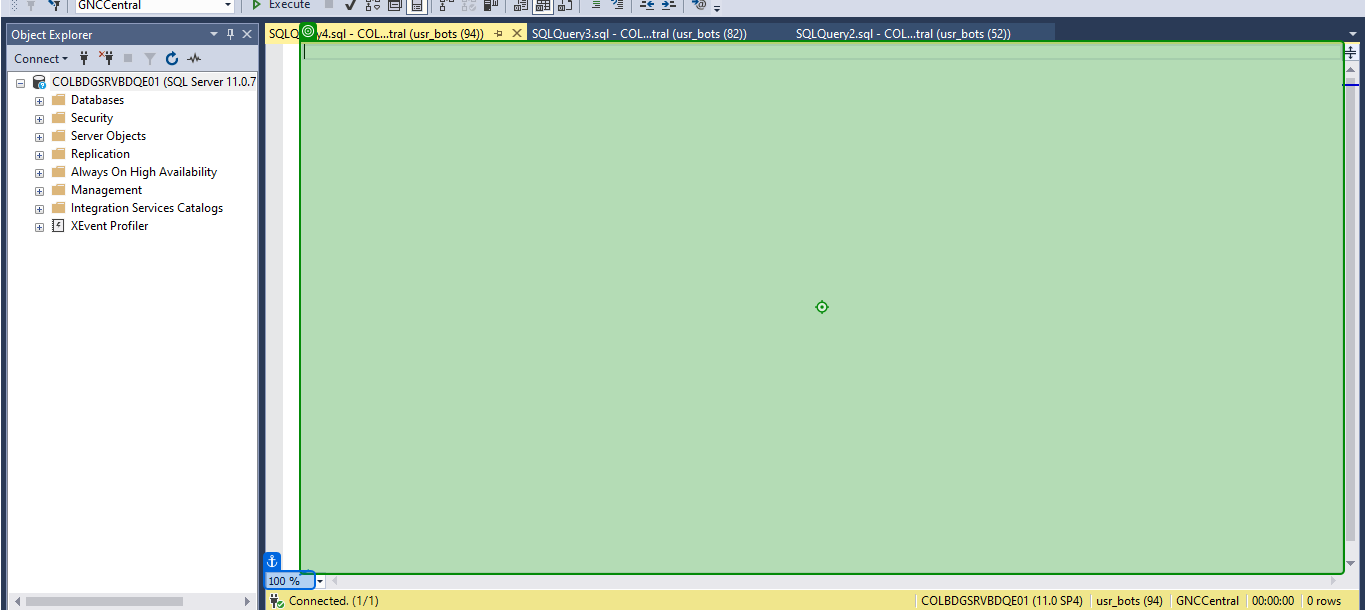 GNCCentral
Execute
Object Explorer
SQLQ
y4.sql - COL...tral (usr_bots (94))
SQLQuery3.sql - COL...tral (usr_bots (82))
SQLQuery2.sql - COL...tral (usr_bots (52))
Connect
COLBDGSRVBDQE01 (SQL Server 11.0.7
Databases
Security
Server Objects
Replication
Always On High Availability
Management
Integration Services Catalogs
XEvent Profiler
100 %
Connected. (1/1)
COLBDGSRVBDQE01 (11.0 SP4)
usr_bots (94)
GNCCentral
00:00:00
0 rows